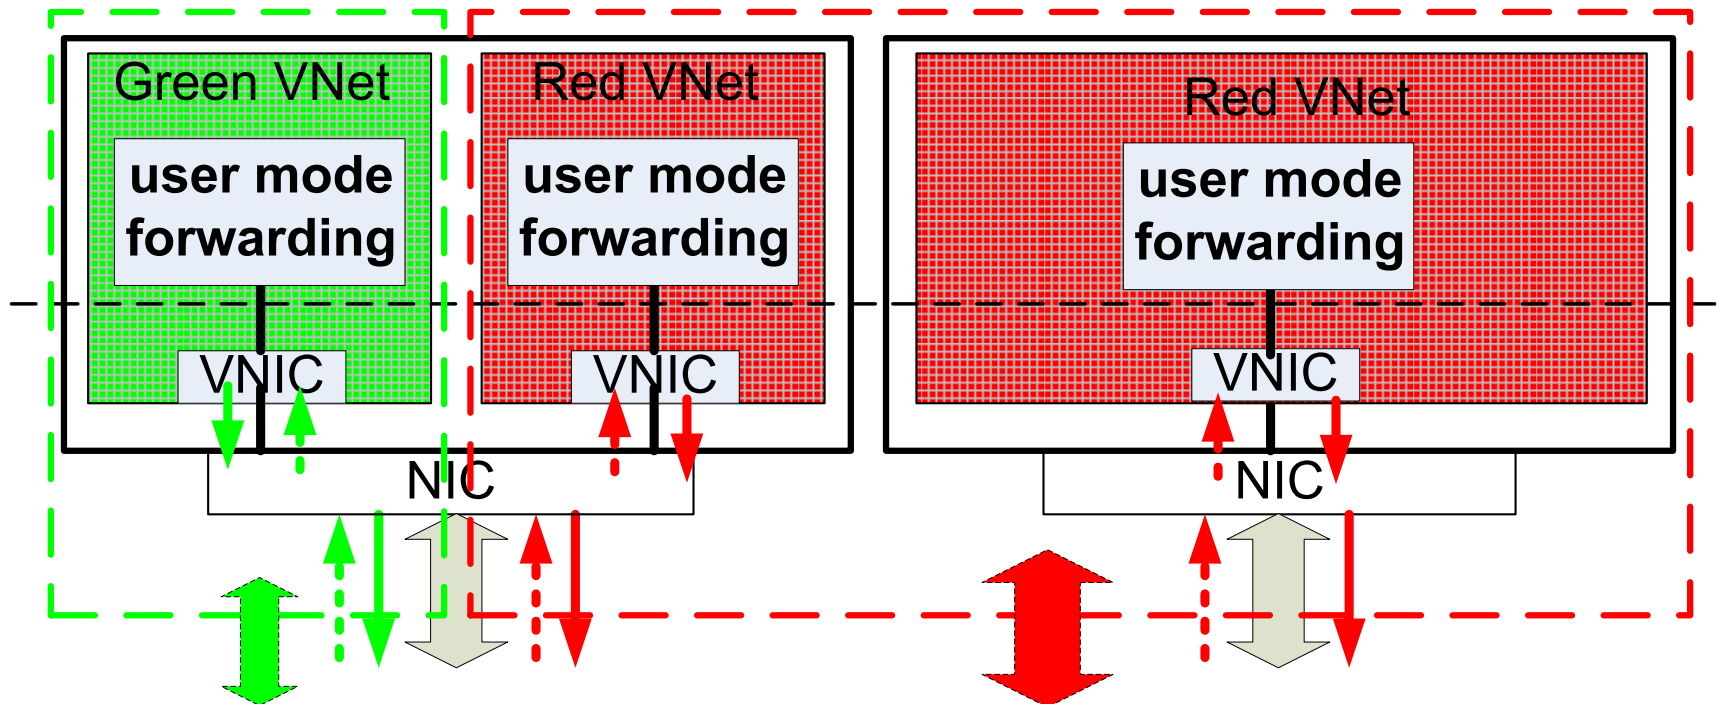 Green VNet
Red VNet
Red VNet
user mode
forwarding
user mode
forwarding
user mode
forwarding
VNIC
VNIC
VNIC
NIC
NIC